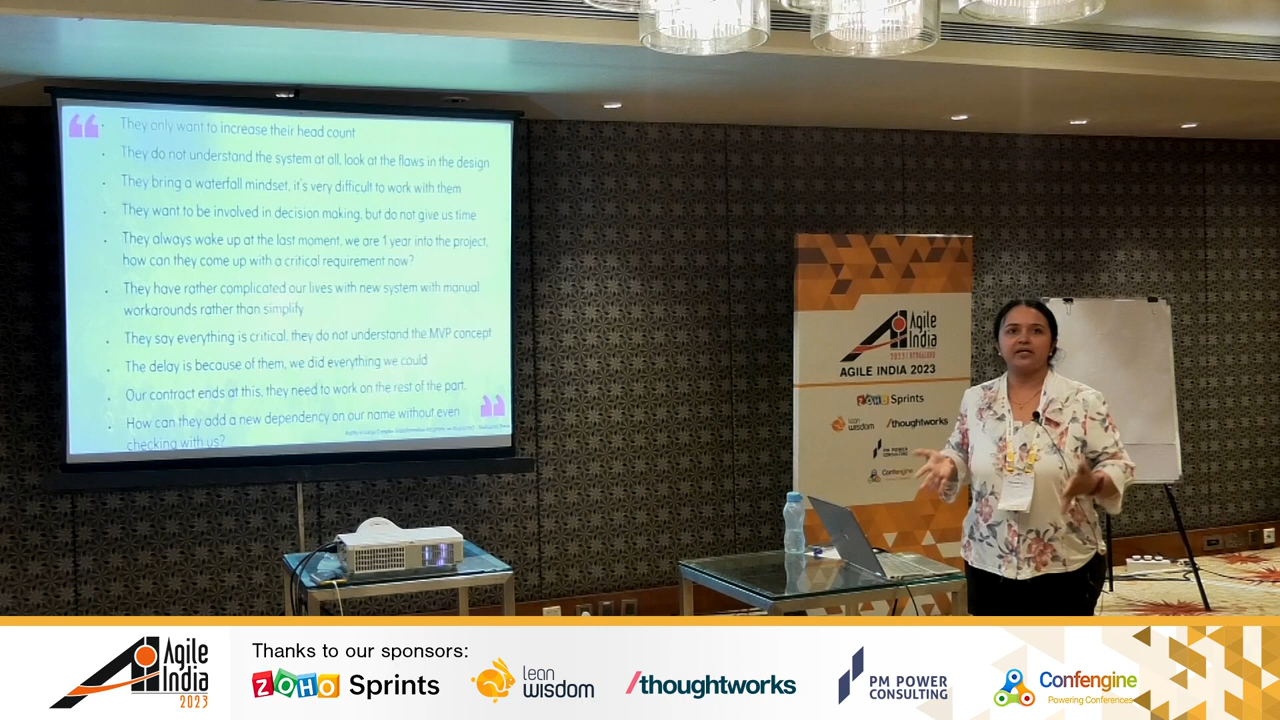 They only want to increase their head count
They do not understand the system at all, look at the flaws in the design
They bring a waterfall mindset, it's very difficult to work with them
They want to be involved in decision making, but do not give us time
They always wake up at the last moment, we are 1 year into the project,
how can they come up with a critical requirement now?
They have rather complicated our lives with new system with manual
workarounds rather than simplify
They say everything is critical, they do not understand the MVP concept
The delay is because of them, we did everything we could
Our contract ends at this, they need to work on the rest of the part.
How can they add a new dependency on our name without even
checking with us?
Agile
India
2023 | BENGALURU
AGILE INDIA 2023
ZOHO Sprints
lean
wisdom
/thoughtworks
PM POWER
CONSULTING
Confengine
Agile
India
2023
Thanks to our sponsors:
ZOHO Sprints
lean
wisdom
/thoughtworks
PM POWER
CONSULTING
Confengine
Powering Conferences